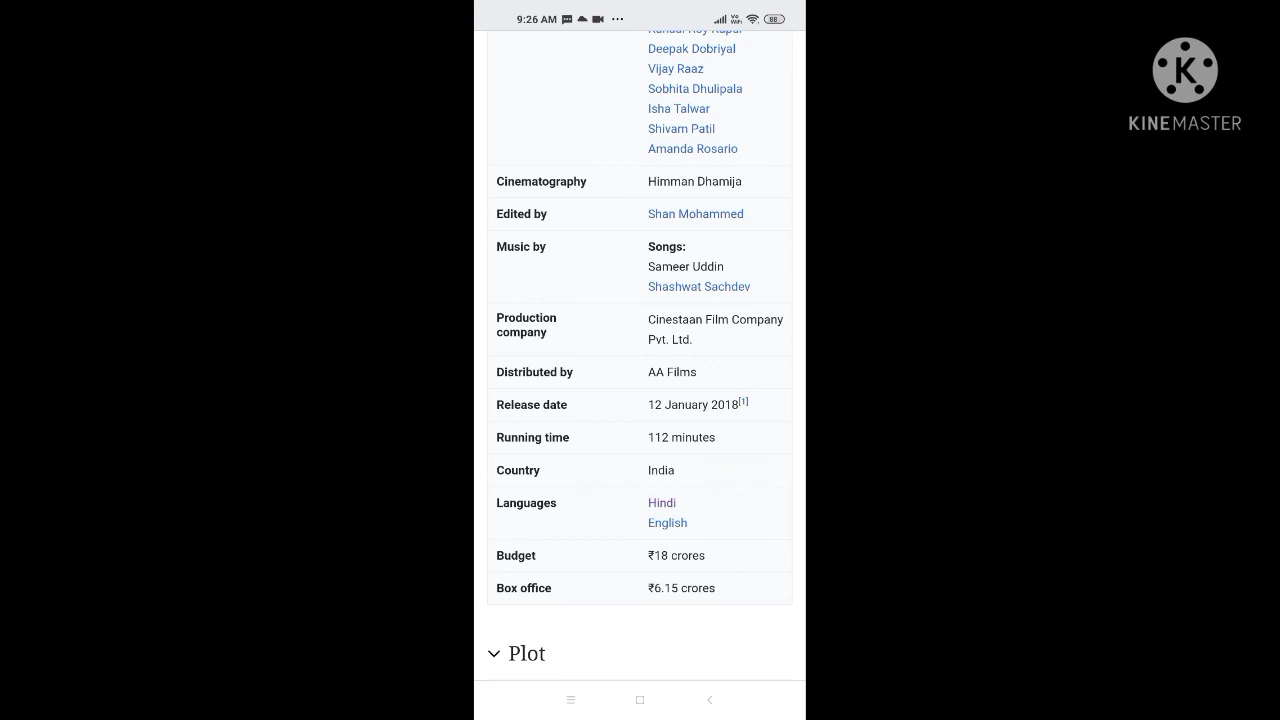 9:26 AM
Vo
WiFi
88
Deepak Dobriyal
Vijay Raaz
Sobhita Dhulipala
Isha Talwar
Shivam Patil
Amanda Rosario
Cinematography Himman Dhamija
Edited by Shan Mohammed
Music by Songs:
Sameer Uddin
Shashwat Sachdev
Production company Cinestaan Film Company
Pvt. Ltd.
Distributed by AA Films
Release date 12 January 2018[1]
Running time 112 minutes
Country India
Languages Hindi
English
Budget ₹18 crores
Box office ₹6.15 crores
Plot
K
KINEMASTER